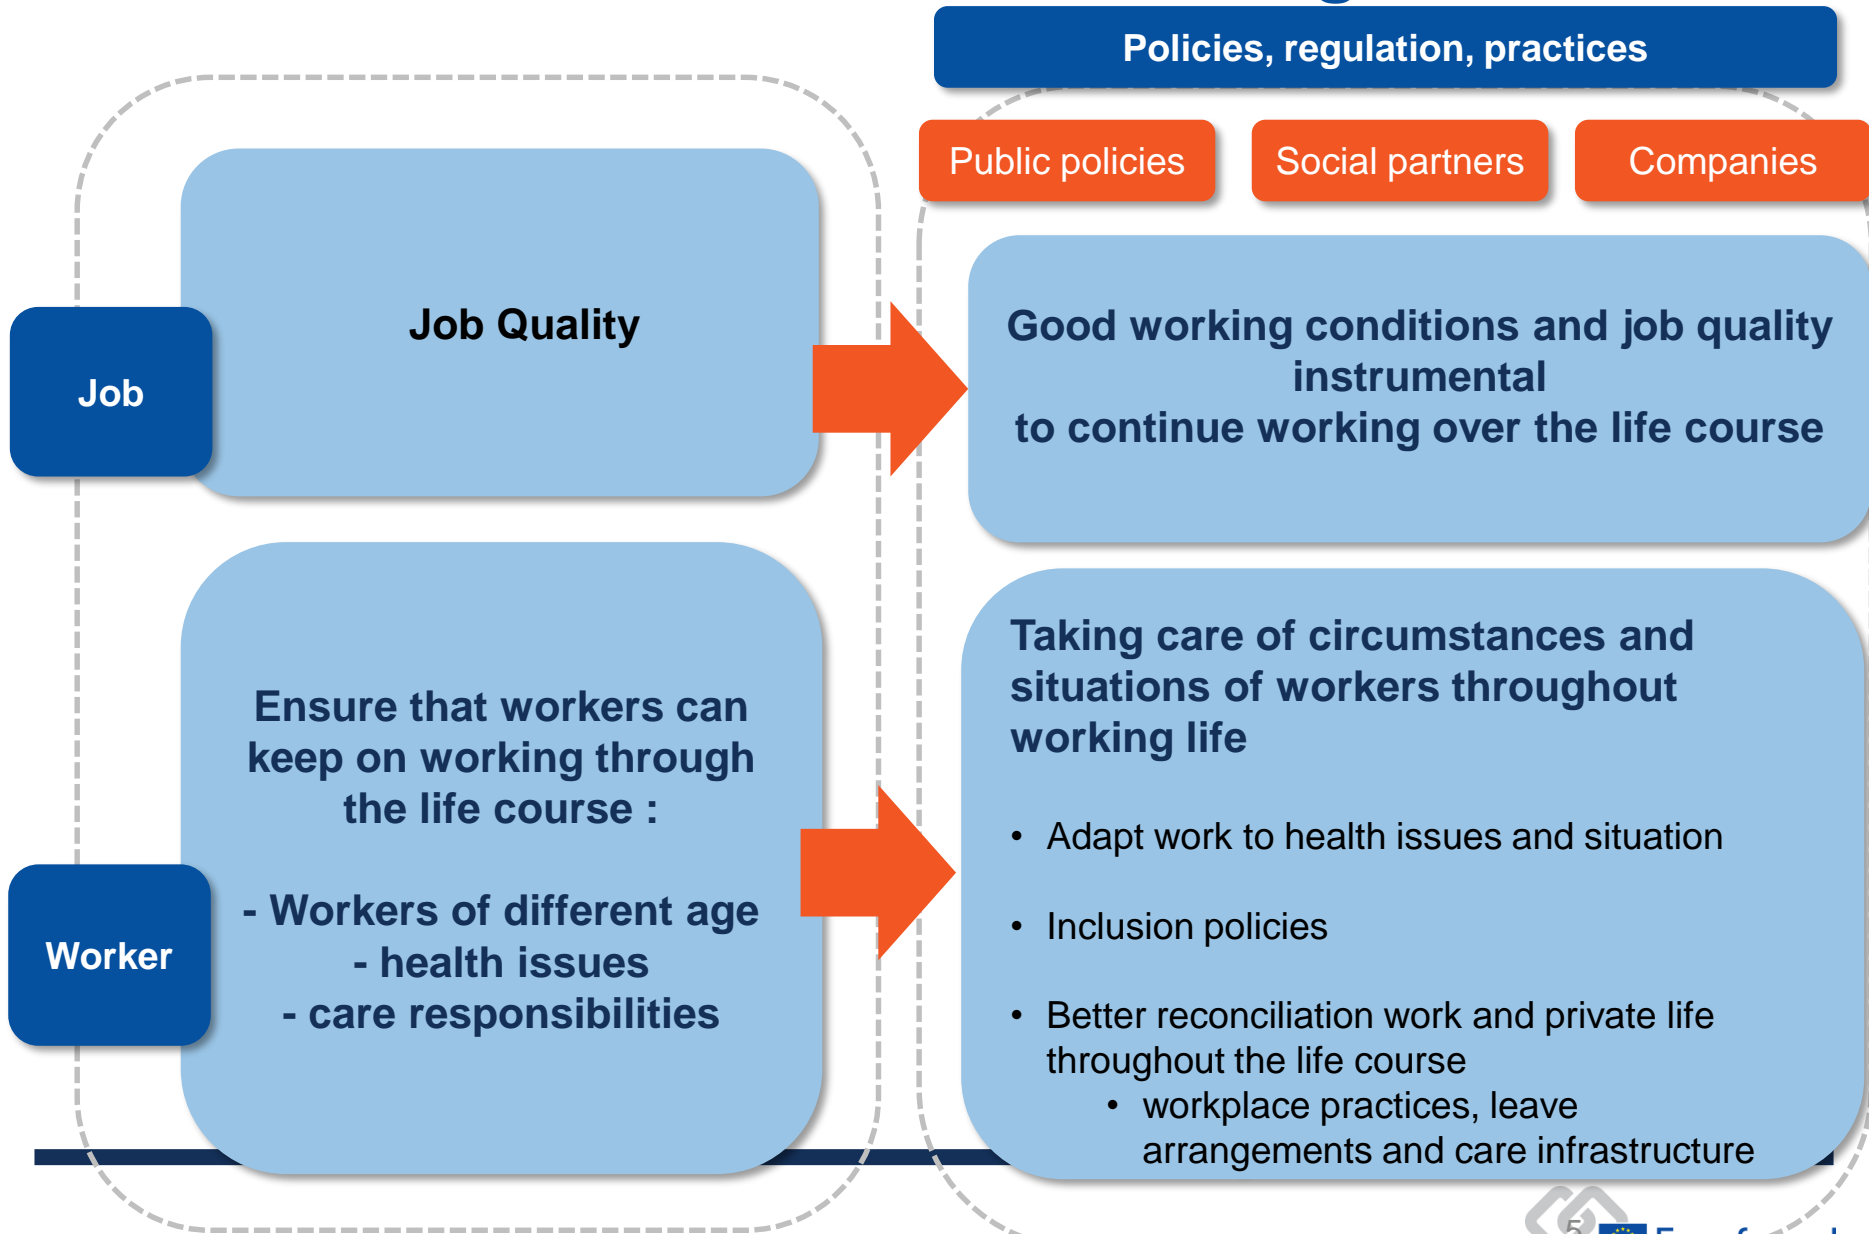 Policies, regulation, practices
Public policies
Social partners
Companies
Job Quality
Job
Good working conditions and job quality
instrumental
to continue working over the life course
Ensure that workers can
keep on working through
the life course :
- Workers of different age
- health issues
- care responsibilities
Worker
Taking care of circumstances and
situations of workers throughout
working life
• Adapt work to health issues and situation
• Inclusion policies
• Better reconciliation work and private life
throughout the life course
• workplace practices, leave
arrangements and care infrastructure
5